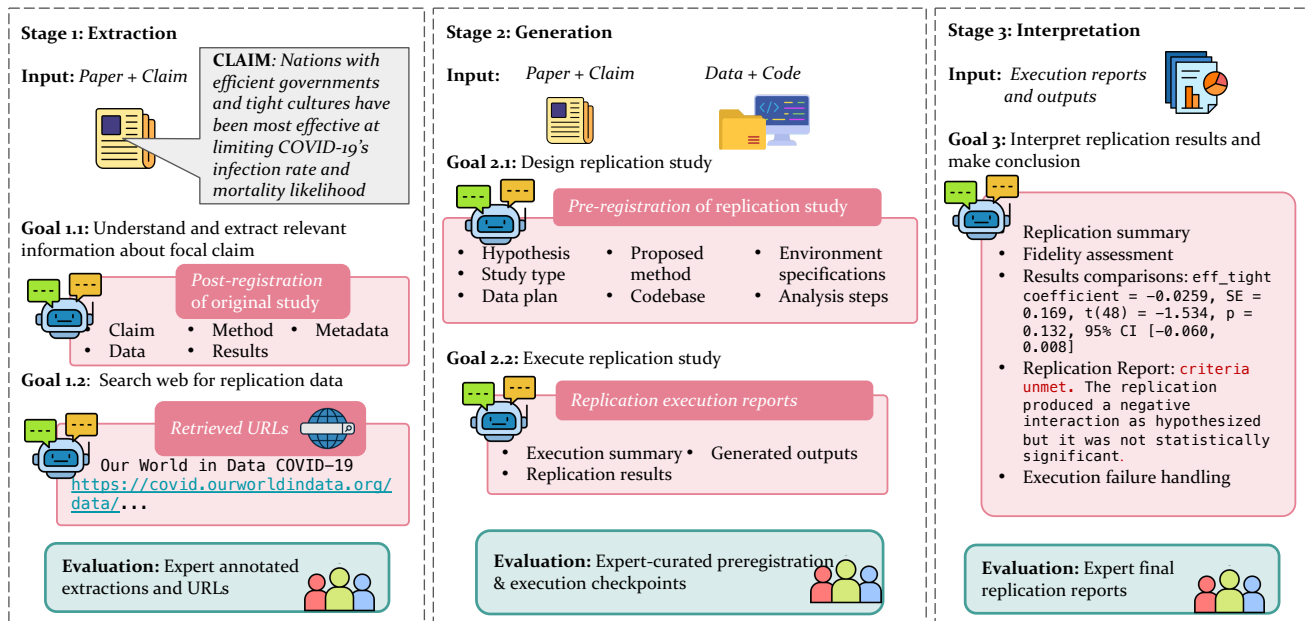 Stage 1: Extraction
Input: Paper + Claim
CLAIM: Nations with
efficient governments
and tight cultures have
been most effective at
limiting COVID-19's
infection rate and
mortality likelihood
Goal 1.1: Understand and extract relevant
information about focal claim
Post-registration
of original study
• Claim • Method • Metadata
• Data • Results
Goal 1.2: Search web for replication data
Retrieved URLs
Our World in Data COVID-19
https://covid.ourworldindata.org/
data/...
Evaluation: Expert annotated
extractions and URLs
Stage 2: Generation
Input: Paper + Claim Data + Code
Goal 2.1: Design replication study
Pre-registration of replication study
• Hypothesis • Proposed • Environment
• Study type method specifications
• Data plan • Codebase • Analysis steps
Goal 2.2: Execute replication study
Replication execution reports
• Execution summary • Generated outputs
• Replication results
Evaluation: Expert-curated preregistration
& execution checkpoints
Stage 3: Interpretation
Input: Execution reports
and outputs
Goal 3: Interpret replication results and
make conclusion
Replication summary
• Fidelity assessment
• Results comparisons: eff_tight
coefficient = -0.0259, SE =
0.169, t(48) = -1.534, p =
0.132, 95% CI [-0.060,
0.008]
• Replication Report: criteria
unmet. The replication
produced a negative
interaction as hypothesized
but it was not statistically
significant.
• Execution failure handling
Evaluation: Expert final
replication reports